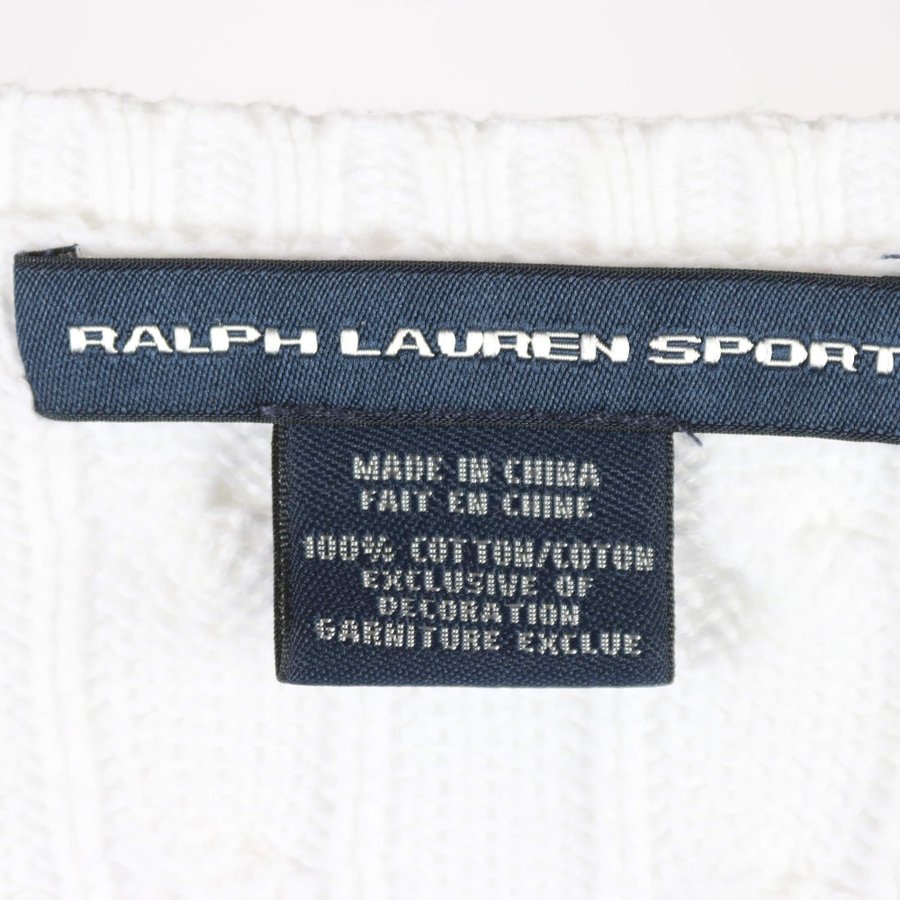 RALPH LAUREN SPORT
MADE IN CHINA
FAIT EN CHINE
100% COTTON/COTON
EXCLUSIVE OF
DECORATION
GARNITURE EXCLUE